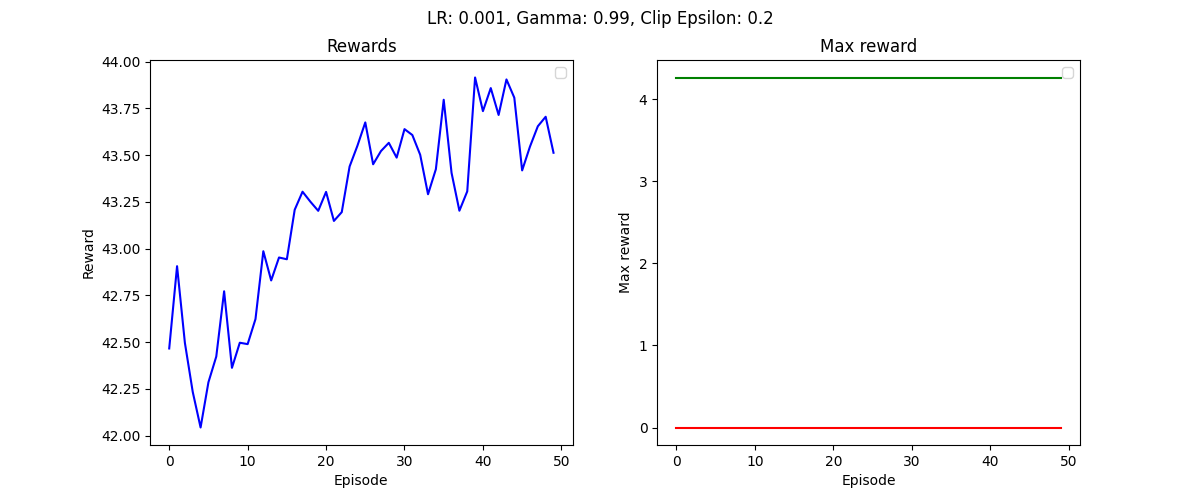 LR: 0.001, Gamma: 0.99, Clip Epsilon: 0.2
Rewards
44.00
43.75
43.50
43.25
43.00
42.75
42.50
42.25
42.00
Reward
0 10 20 30 40 50
Episode
Max reward
4
3
2
1
0
Max reward
0 10 20 30 40 50
Episode